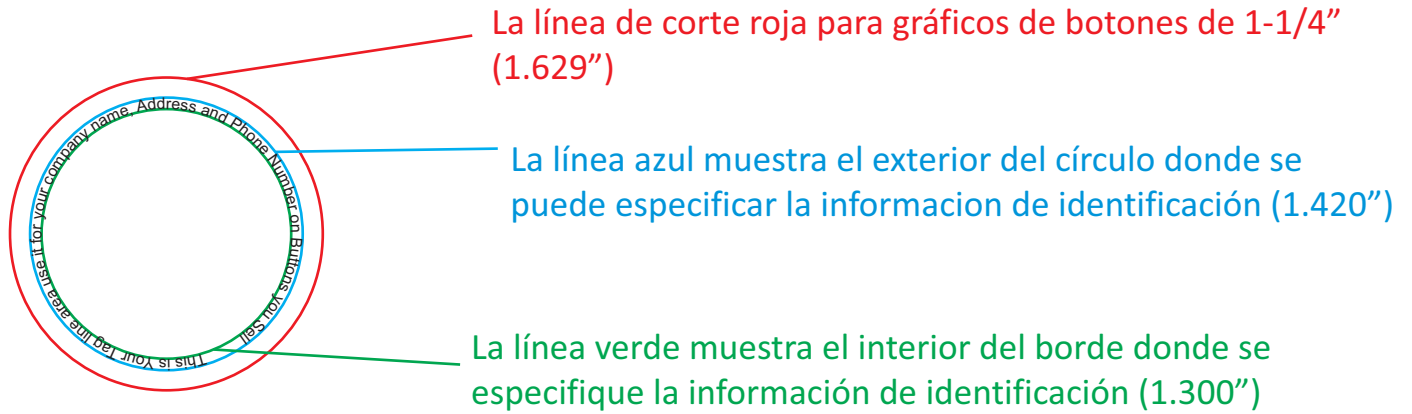 La línea de corte roja para gráficos de botones de 1-1/4”
(1.629”)
La línea azul muestra el exterior del círculo donde se
puede especificar la informacion de identificación (1.420”)
La línea verde muestra el interior del borde donde se
especifique la información de identificación (1.300”)
This is Your Tag line area use it for your company name, Address and Phone Number on Buttons you Sell